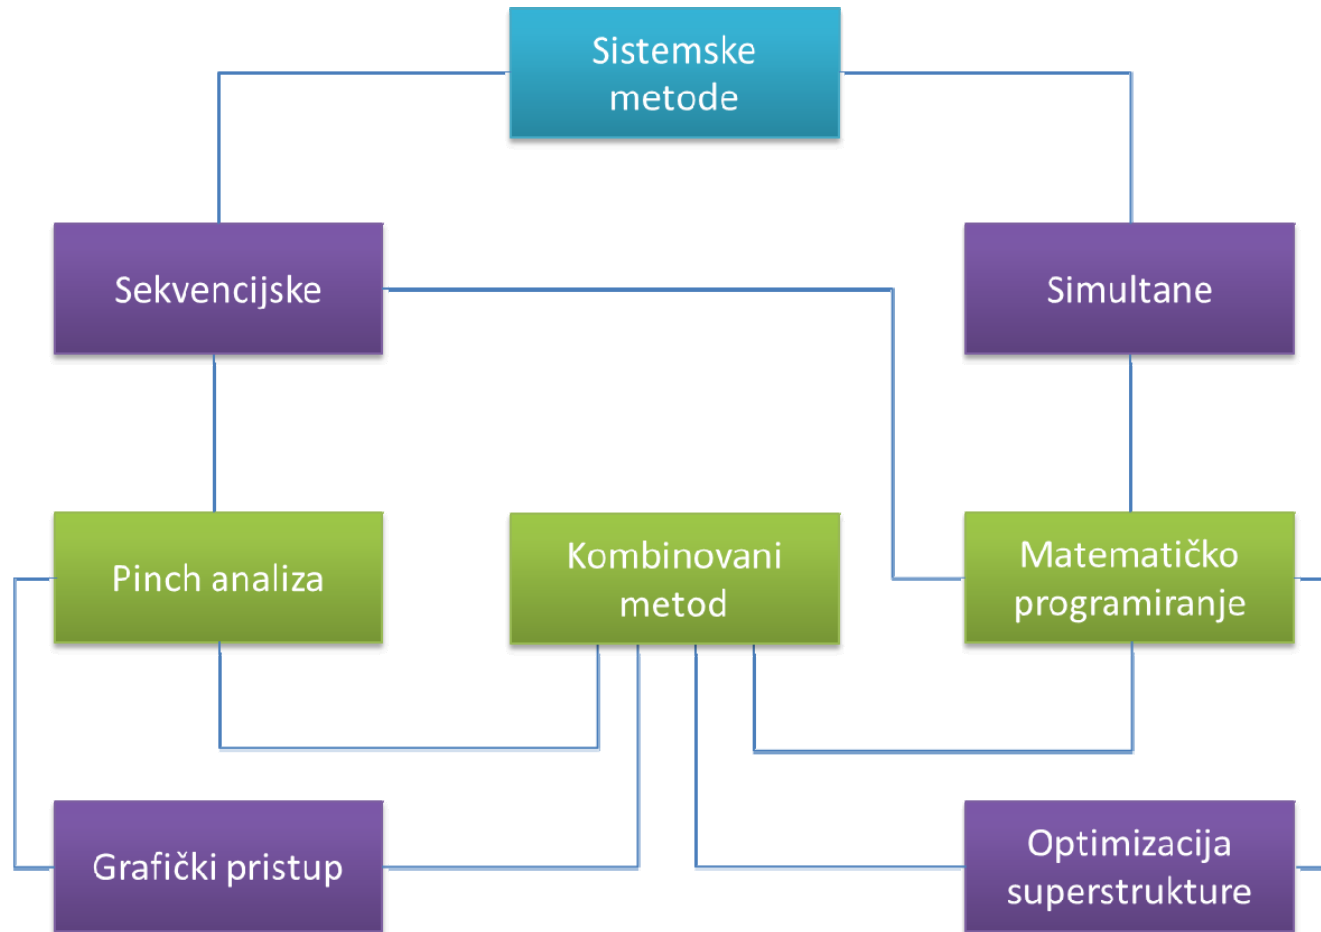 Sistemske
metode
Sekvencijske
Simultane
Pinch analiza
Kombinovani
metod
Matematičko
programiranje
Grafički pristup
Optimizacija
superstrukture